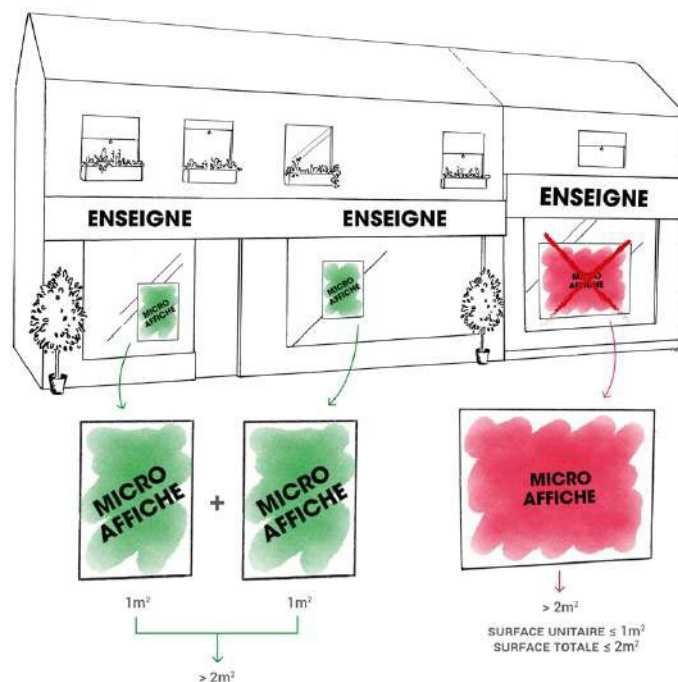 ENSEIGNE
ENSEIGNE
ENSEIGNE
MICRO
AFFICHE
MICRO
AFFICHE
MICRO
AFFICHE
MICRO
AFFICHE
+
MICRO
AFFICHE
MICRO
AFFICHE
1m²
1m²
> 2m²
> 2m²
SURFACE UNITAIRE ≤ 1m²
SURFACE TOTALE ≤ 2m²